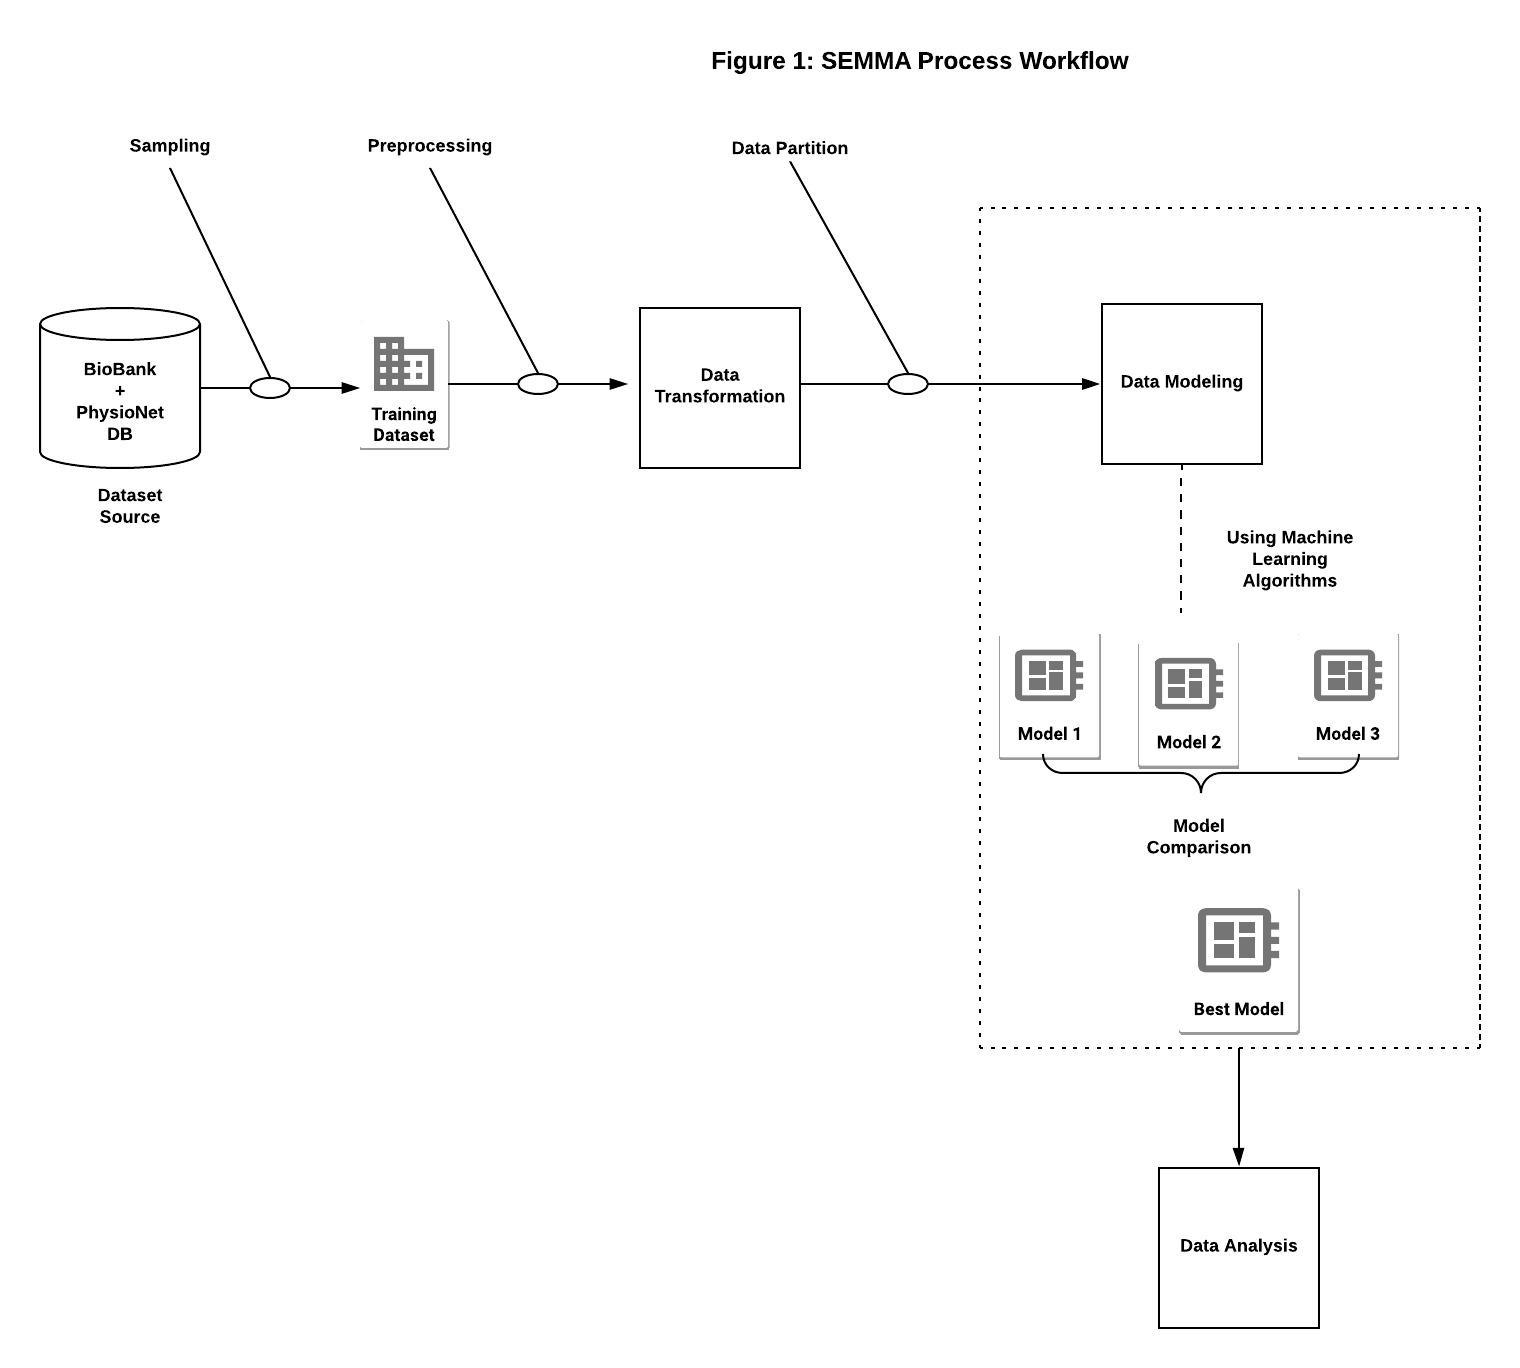 Figure 1: SEMMA Process Workflow
Sampling
Preprocessing
Data Partition
BioBank
+
PhysioNet
DB
Dataset
Source
Training
Dataset
Data
Transformation
Data Modeling
Using Machine
Learning
Algorithms
Model 1
Model 2
Model 3
Model
Comparison
Best Model
Data Analysis